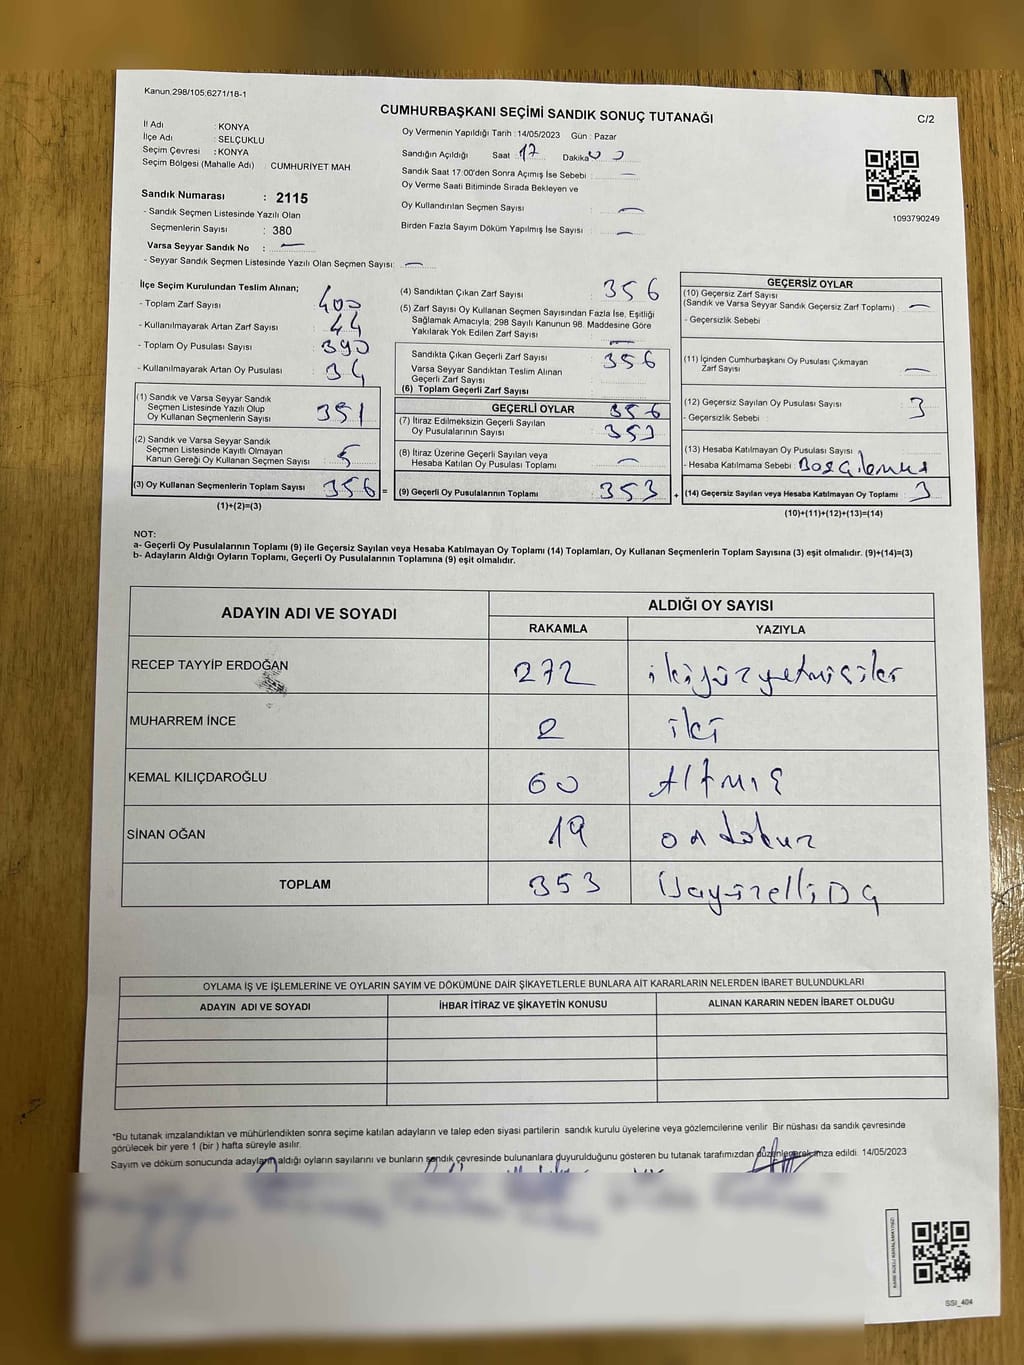 Kanun 298/105;6271/18-1
CUMHURBAŞKANI SEÇİMİ SANDIK SONUÇ TUTANAĞI
C/2
İl Adı : KONYA
İlçe Adı : SELÇUKLU
Seçim Çevresi : KONYA
Seçim Bölgesi (Mahalle Adı) CUMHURİYET MAH
Sandık Numarası : 2115
- Sandık Seçmen Listesinde Yazılı Olan
Seçmenlerin Sayısı : 380
Varsa Seyyar Sandık No : —
- Seyyar Sandık Seçmen Listesinde Yazılı Olan Seçmen Sayısı: —
Oy Vermenin Yapıldığı Tarih : 14/05/2023 Gün : Pazar
Sandığın Açıldığı Saat 17 Dakika 00
Sandık Saat 17:00'den Sonra Açımış İse Sebebi : —
Oy Verme Saati Bitiminde Sırada Bekleyen ve
Oy Kullandırılan Seçmen Sayısı —
Birden Fazla Sayım Döküm Yapılmış İse Sayısı : —
1093790249
İlçe Seçim Kurulundan Teslim Alınan;
- Toplam Zarf Sayısı : 400
- Kullanılmayarak Artan Zarf Sayısı : 44
- Toplam Oy Pusulası Sayısı : 390
- Kullanılmayarak Artan Oy Pusulası : 34
(1) Sandık ve Varsa Seyyar Sandık
Seçmen Listesinde Yazılı Olup
Oy Kullanan Seçmenlerin Sayısı : 351
(2) Sandık ve Varsa Seyyar Sandık
Seçmen Listesinde Kayıtlı Olmayan
Kanun Gereği Oy Kullanan Seçmen Sayısı : 5
(3) Oy Kullanan Seçmenlerin Toplam Sayısı : 356 =
(1)+(2)=(3)
(4) Sandıktan Çıkan Zarf Sayısı : 356
(5) Zarf Sayısı Oy Kullanan Seçmen Sayısından Fazla İse, Eşitliği
Sağlamak Amacıyla; 298 Sayılı Kanunun 98. Maddesine Göre
Yakılarak Yok Edilen Zarf Sayısı : —
Sandıkta Çıkan Geçerli Zarf Sayısı : 356
Varsa Seyyar Sandıktan Teslim Alınan
Geçerli Zarf Sayısı :
(6) Toplam Geçerli Zarf Sayısı :
GEÇERLİ OYLAR 356
(7) İtiraz Edilmeksizin Geçerli Sayılan
Oy Pusulalarının Sayısı : 353
(8) İtiraz Üzerine Geçerli Sayılan veya
Hesaba Katılan Oy Pusulası Toplamı : —
(9) Geçerli Oy Pusulalarının Toplamı : 353 +
GEÇERSİZ OYLAR
(10) Geçersiz Zarf Sayısı
(Sandık ve Varsa Seyyar Sandık Geçersiz Zarf Toplamı) : —
- Geçersizlik Sebebi :
(11) İçinden Cumhurbaşkanı Oy Pusulası Çıkmayan
Zarf Sayısı : —
(12) Geçersiz Sayılan Oy Pusulası Sayısı : 3
- Geçersizlik Sebebi :
(13) Hesaba Katılmayan Oy Pusulası Sayısı :
- Hesaba Katılmama Sebebi :
(14) Geçersiz Sayılan veya Hesaba Katılmayan Oy Toplamı : 3
(10)+(11)+(12)+(13)=(14)
NOT:
a- Geçerli Oy Pusulalarının Toplamı (9) ile Geçersiz Sayılan veya Hesaba Katılmayan Oy Toplamı (14) Toplamları, Oy Kullanan Seçmenlerin Toplam Sayısına (3) eşit olmalıdır. (9)+(14)=(3)
b- Adayların Aldığı Oyların Toplamı, Geçerli Oy Pusulalarının Toplamına (9) eşit olmalıdır.
ADAYIN ADI VE SOYADI
ALDIĞI OY SAYISI
RAKAMLA YAZIYLA
RECEP TAYYİP ERDOĞAN 272 ikiyüzyetmişiki
MUHARREM İNCE 2 iki
KEMAL KILIÇDAROĞLU 60 Altmış
SİNAN OĞAN 19 on dokuz
TOPLAM 353
OYLAMA İŞ VE İŞLEMLERİNE VE OYLARIN SAYIM VE DÖKÜMÜNE DAİR ŞİKAYETLERLE BUNLARA AİT KARARLARIN NELERDEN İBARET BULUNDUKLARI
ADAYIN ADI VE SOYADI İHBAR İTİRAZ VE ŞİKAYETİN KONUSU ALINAN KARARIN NEDEN İBARET OLDUĞU
*Bu tutanak imzalandıktan ve mühürlendikten sonra seçime katılan adayların ve talep eden siyasi partilerin sandık kurulu üyelerine veya gözlemcilerine verilir Bir nüshası da sandık çevresinde
görülecek bir yere 1 (bir ) hafta süreyle asılır.
Sayım ve döküm sonucunda adayların aldığı oyların sayılarını ve bunların sandık çevresinde bulunanlara duyurulduğunu gösteren bu tutanak tarafımızdan düzenlenerek imza edildi. 14/05/2023
SSI_404